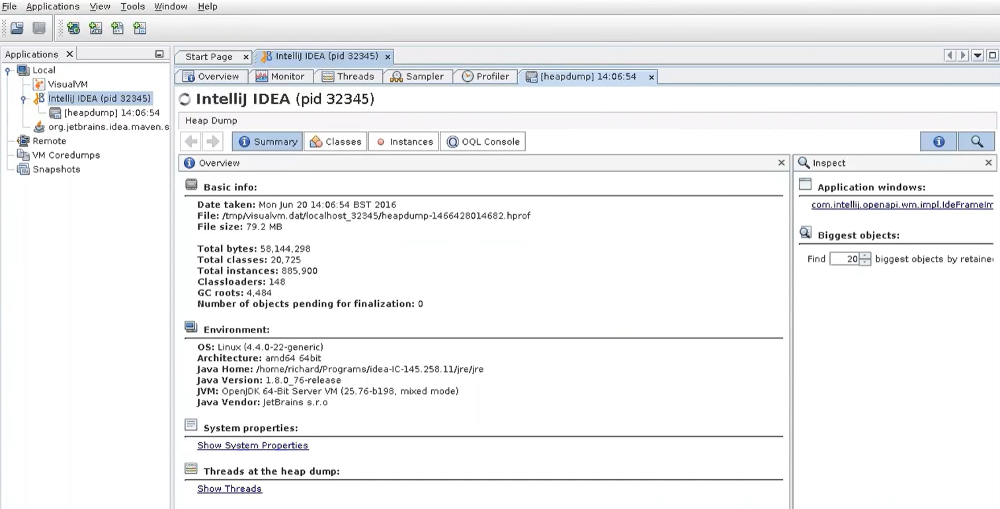 File Applications View Tools Window Help
Applications
Local
VisualVM
IntelliJ IDEA (pid 32345)
[heapdump] 14:06:54
org.jetbrains.idea.maven.s
Remote
VM Coredumps
Snapshots
Start Page IntelliJ IDEA (pid 32345)
Overview Monitor Threads Sampler Profiler [heapdump] 14:06:54
IntelliJ IDEA (pid 32345)
Heap Dump
Summary Classes Instances OQL Console
Overview
Basic info:
Date taken: Mon Jun 20 14:06:54 BST 2016
File: /tmp/visualvm.dat/localhost_32345/heapdump-1466428014682.hprof
File size: 79.2 MB
Total bytes: 58,144,298
Total classes: 20,725
Total instances: 885,900
Classloaders: 148
GC roots: 4,484
Number of objects pending for finalization: 0
Environment:
OS: Linux (4.4.0-22-generic)
Architecture: amd64 64bit
Java Home: /home/richard/Programs/idea-IC-145.258.11/jre/jre
Java Version: 1.8.0_76-release
JVM: OpenJDK 64-Bit Server VM (25.76-b198, mixed mode)
Java Vendor: JetBrains s.r.o
System properties:
Show System Properties
Threads at the heap dump:
Show Threads
Inspect
Application windows:
com.intellij.openapi.wm.impl.IdeFrameIm
Biggest objects:
Find 20 biggest objects by retaine